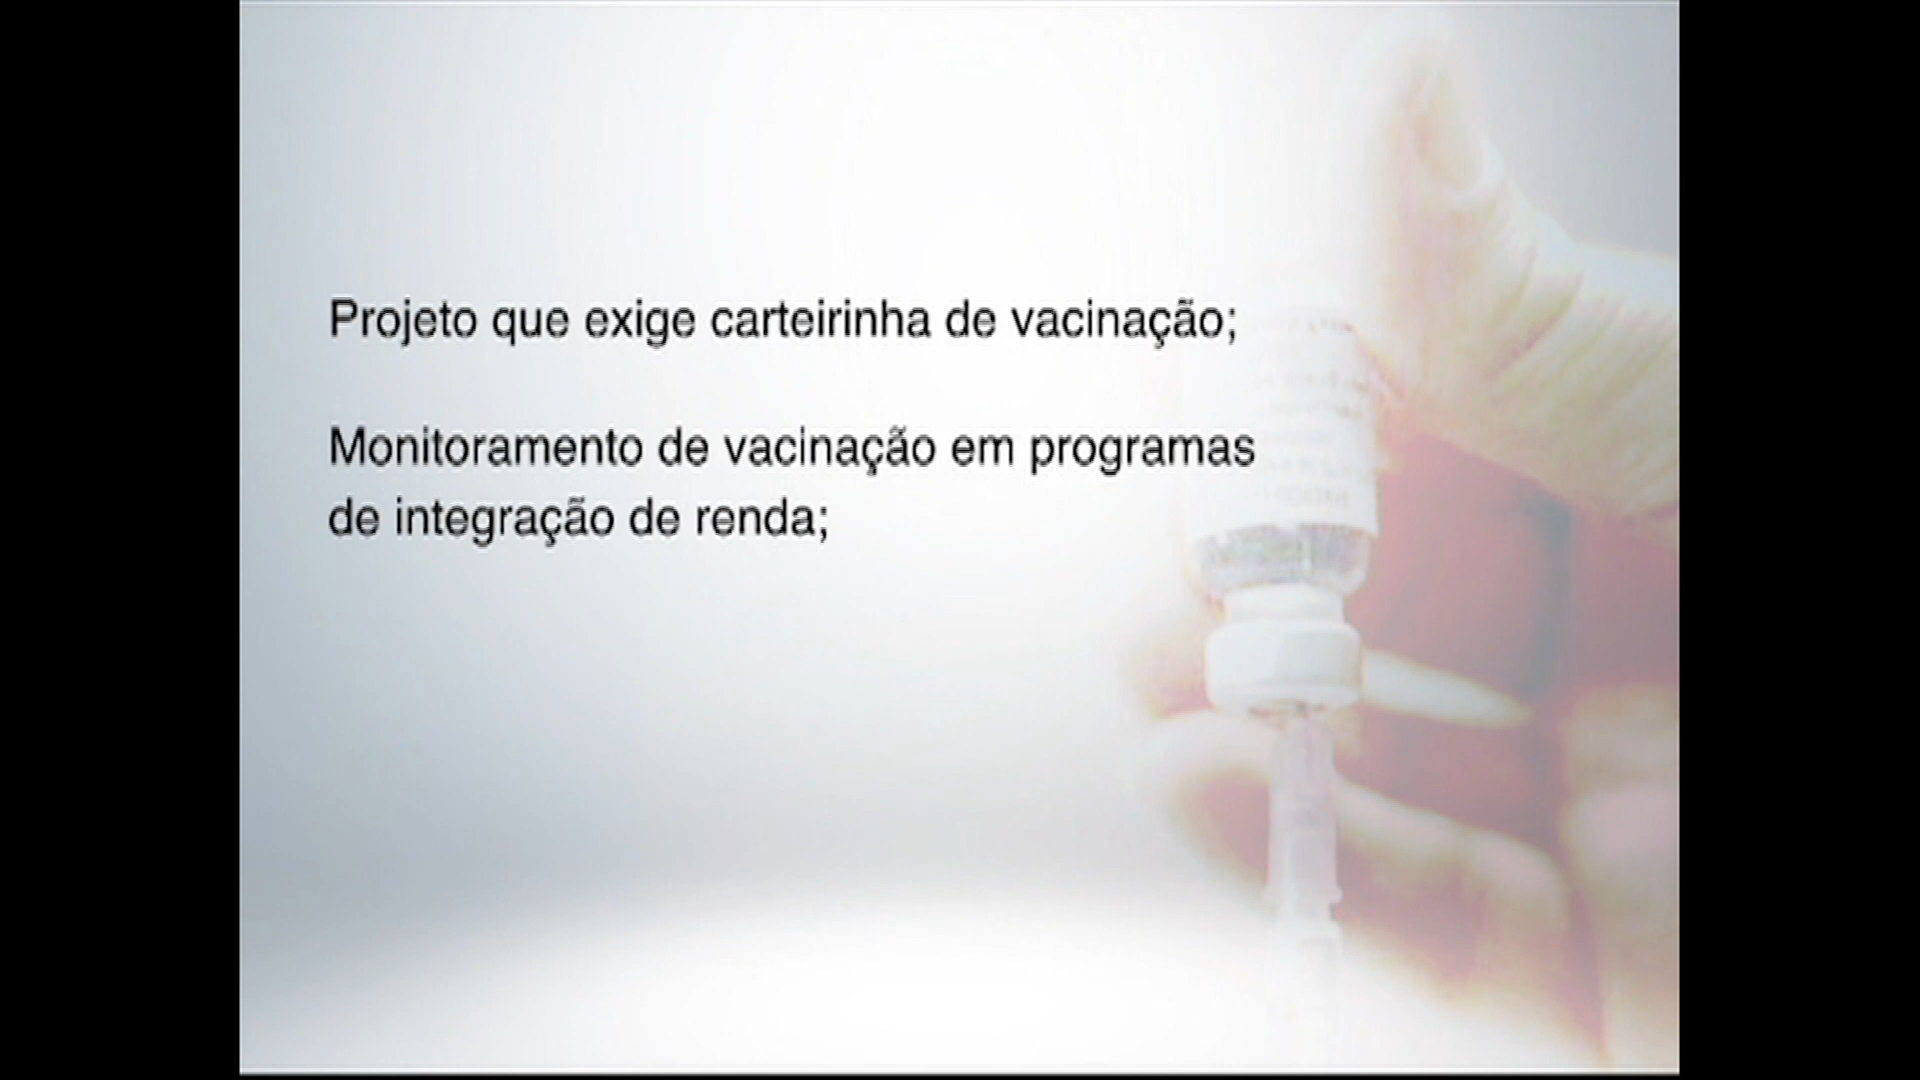 Projeto que exige carteirinha de vacinação;
Monitoramento de vacinação em programas
de integração de renda;